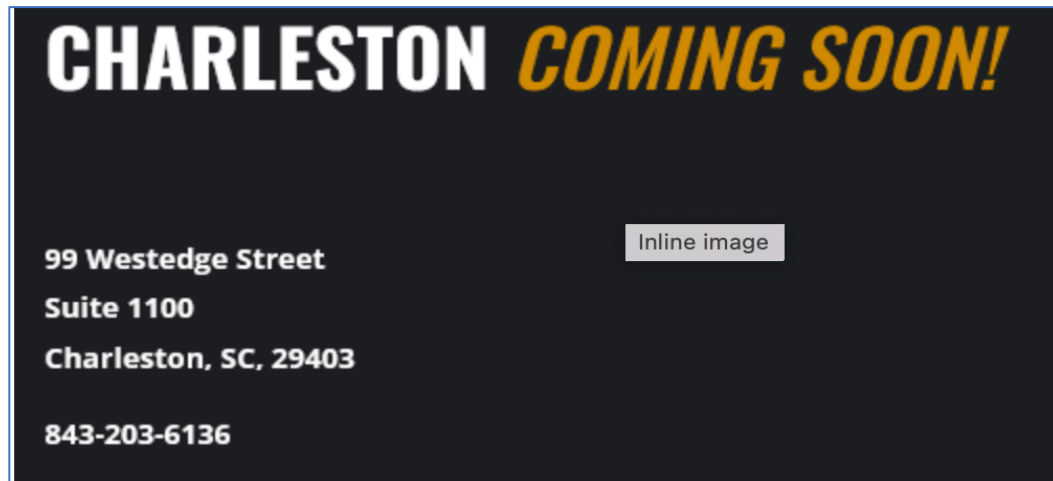 CHARLESTON COMING SOON!
Inline image
99 Westedge Street
Suite 1100
Charleston, SC, 29403
843-203-6136